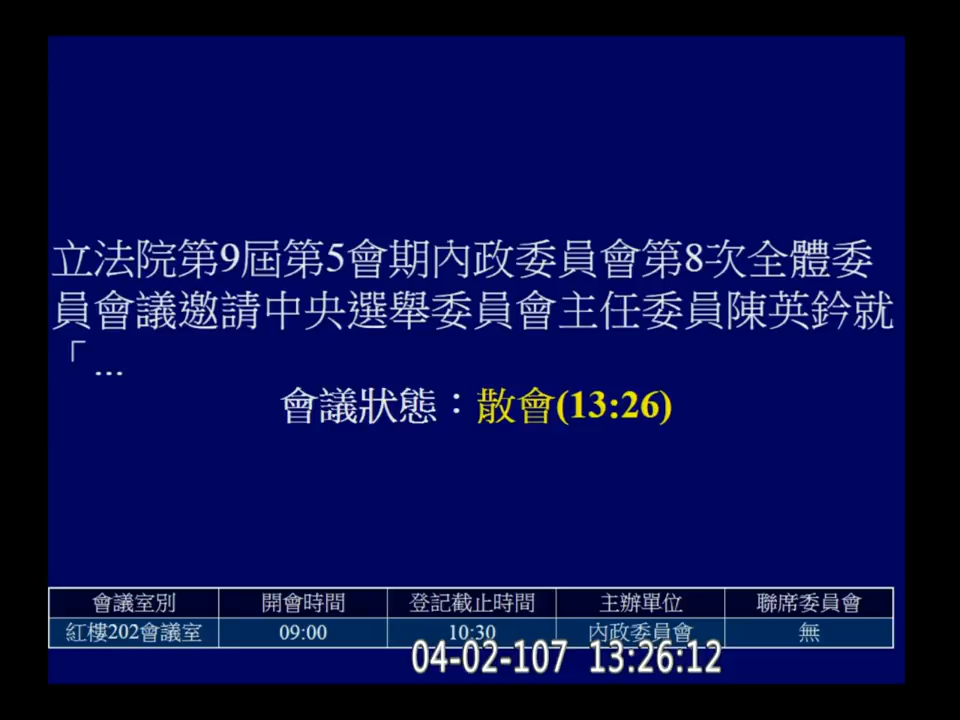 立法院第9屆第5會期內政委員會第8次全體委
員會議邀請中央選舉委員會主任委員陳英鈐就
「...
會議狀態：散會(13:26)
會議室別 開會時間 登記截止時間 主辦單位 聯席委員會
紅樓202會議室 09:00 10:30 內政委員會 無
04-02-107 13:26:12